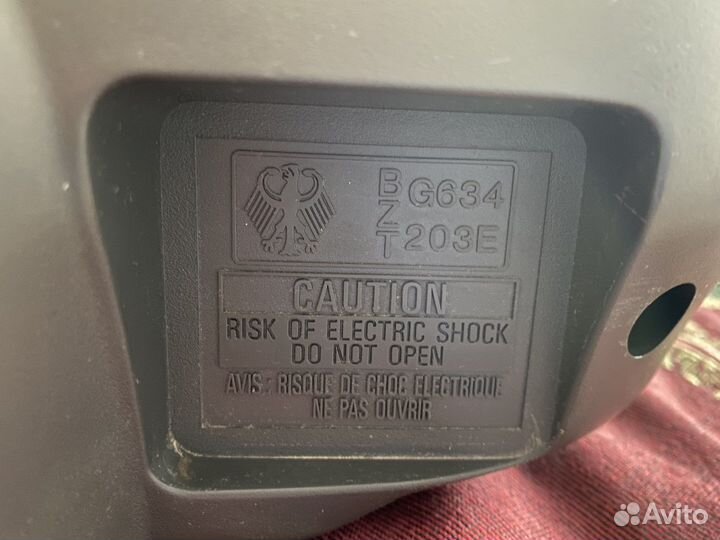 BZT G634
203E
CAUTION
RISK OF ELECTRIC SHOCK
DO NOT OPEN
AVIS : RISQUE DE CHOC ELECTRIQUE
NE PAS OUVRIR
Avito